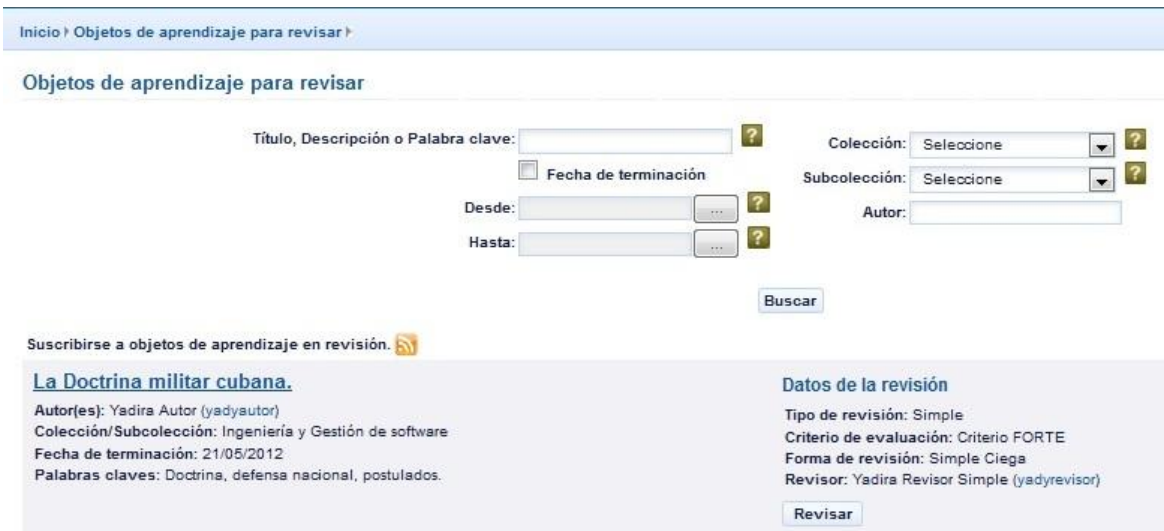 Inicio Objetos de aprendizaje para revisar
Objetos de aprendizaje para revisar
Título, Descripción o Palabra clave: ?
Fecha de terminación
Desde: ... ?
Hasta: ... ?
Colección: Seleccione ?
Subcolección: Seleccione ?
Autor:
Buscar
Suscribirse a objetos de aprendizaje en revisión.
La Doctrina militar cubana.
Autor(es): Yadira Autor (yadyautor)
Colección/Subcolección: Ingeniería y Gestión de software
Fecha de terminación: 21/05/2012
Palabras claves: Doctrina, defensa nacional, postulados.
Datos de la revisión
Tipo de revisión: Simple
Criterio de evaluación: Criterio FORTE
Forma de revisión: Simple Ciega
Revisor: Yadira Revisor Simple (yadyrevisor)
Revisar